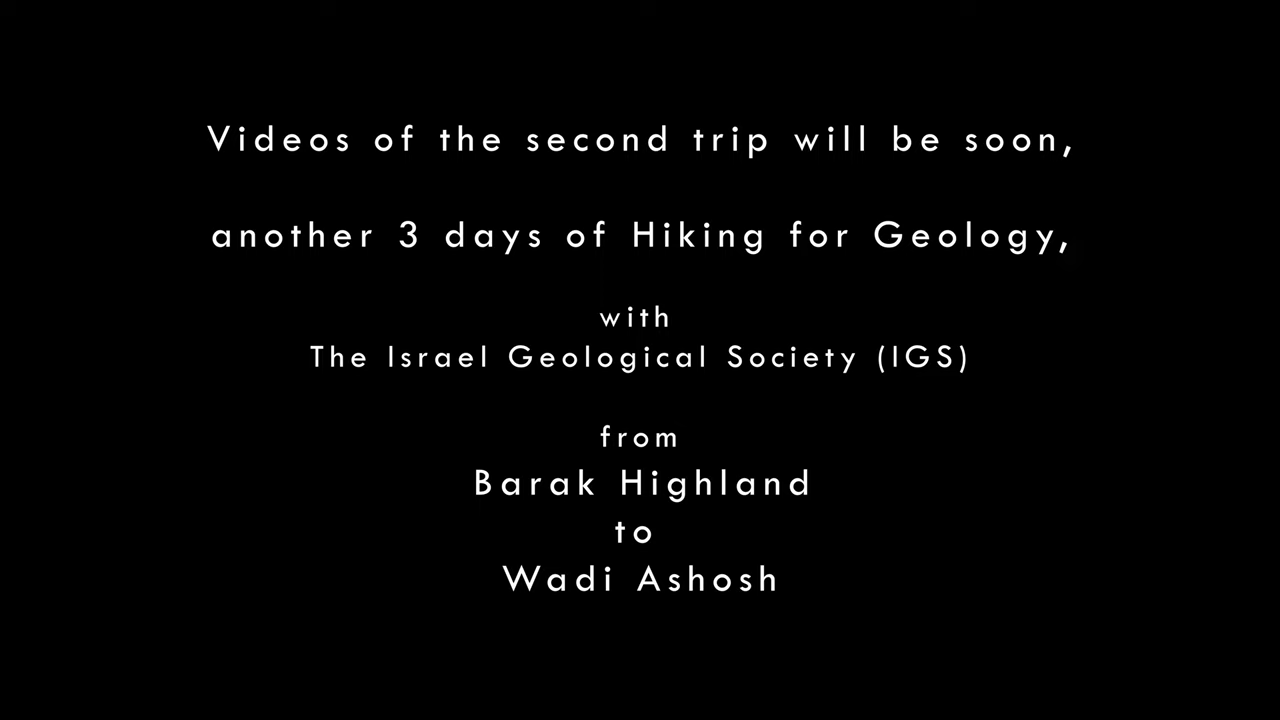 Videos of the second trip will be soon,
another 3 days of Hiking for Geology,
with
The Israel Geological Society (IGS)
from
Barak Highland
to
Wadi Ashosh